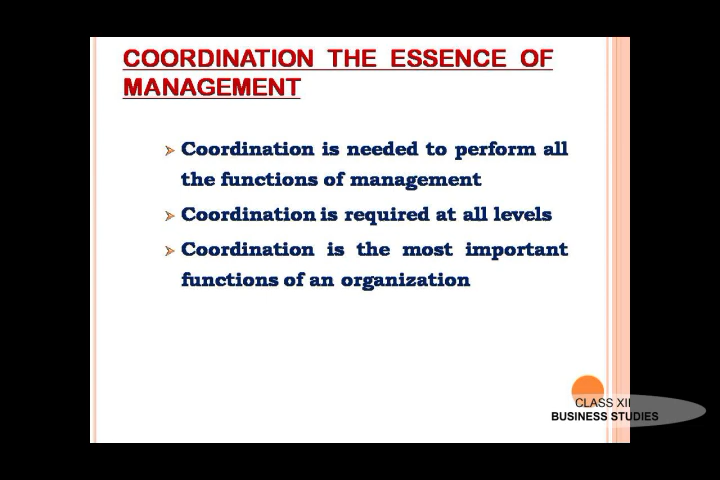 COORDINATION THE ESSENCE OF
MANAGEMENT
Coordination is needed to perform all
the functions of management
Coordination is required at all levels
Coordination is the most important
functions of an organization
CLASS XII
BUSINESS STUDIES